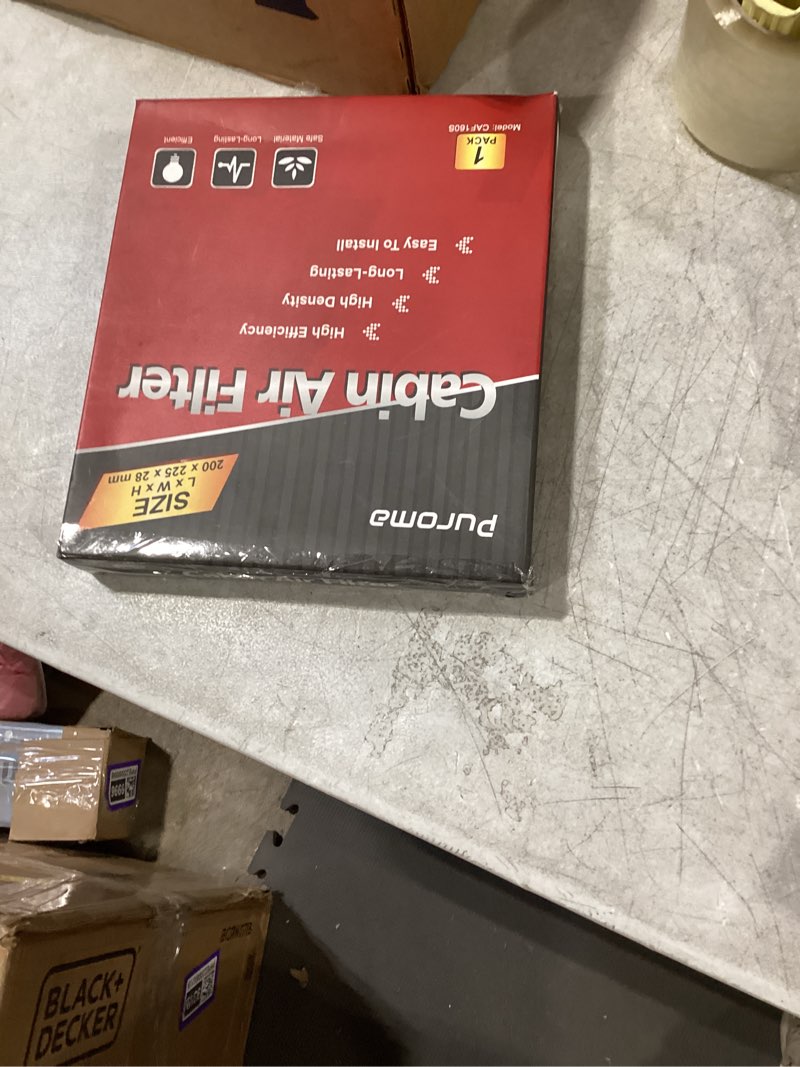 Puroma
SIZE
L x W x H
200 x 225 x 28 mm
Cabin Air Filter
High Efficiency
High Density
Long-Lasting
Easy To Install
1
PACK
Model: CAF1605
Safe Material
Long-Lasting
Efficient
BLACK+
DECKER